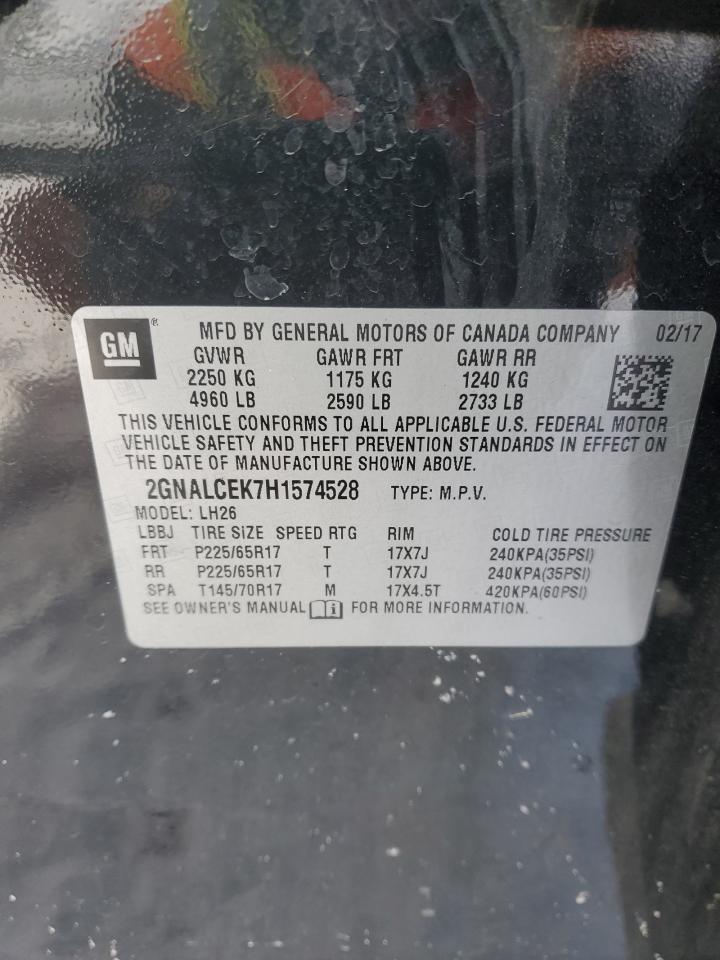 GM ® MFD BY GENERAL MOTORS OF CANADA COMPANY 02/17
GVWR GAWR FRT GAWR RR
2250 KG 1175 KG 1240 KG
4960 LB 2590 LB 2733 LB
THIS VEHICLE CONFORMS TO ALL APPLICABLE U.S. FEDERAL MOTOR
VEHICLE SAFETY AND THEFT PREVENTION STANDARDS IN EFFECT ON
THE DATE OF MANUFACTURE SHOWN ABOVE.
2GNALCEK7H1574528 TYPE: M.P.V.
MODEL: LH26
LBBJ TIRE SIZE SPEED RTG RIM COLD TIRE PRESSURE
FRT P225/65R17 T 17X7J 240KPA(35PSI)
RR P225/65R17 T 17X7J 240KPA(35PSI)
SPA T145/70R17 M 17X4.5T 420KPA(60PSI)
SEE OWNER'S MANUAL i FOR MORE INFORMATION.